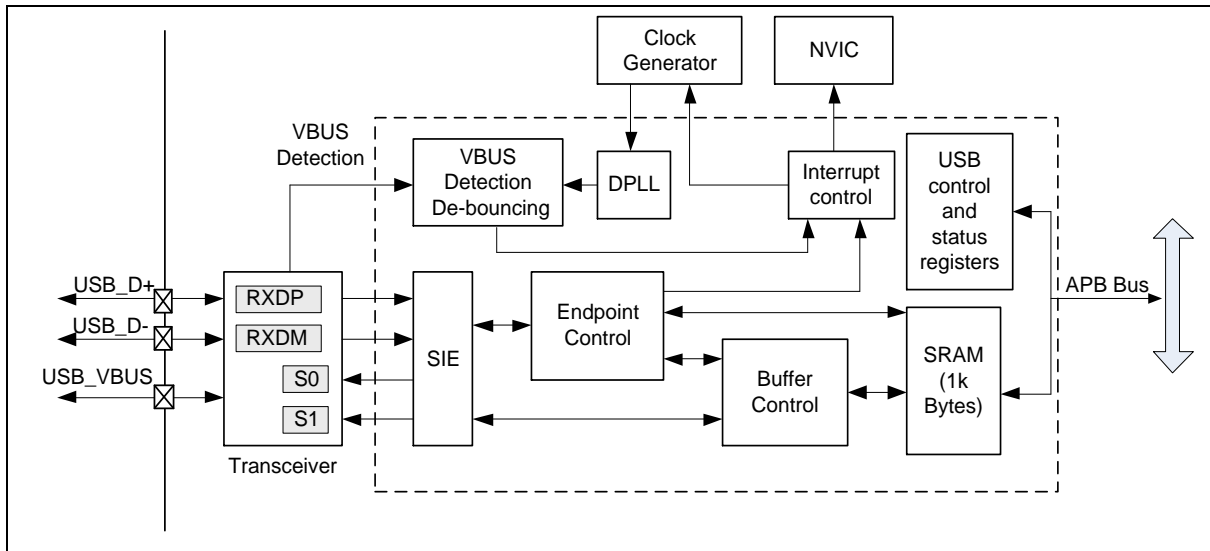 Clock
Generator
NVIC
VBUS
Detection
VBUS
Detection
De-bouncing
DPLL
Interrupt
control
USB
control
and
status
registers
USB_D+
USB_D-
USB_VBUS
RXDP
RXDM
S0
S1
Transceiver
SIE
Endpoint
Control
Buffer
Control
SRAM
(1k
Bytes)
APB Bus